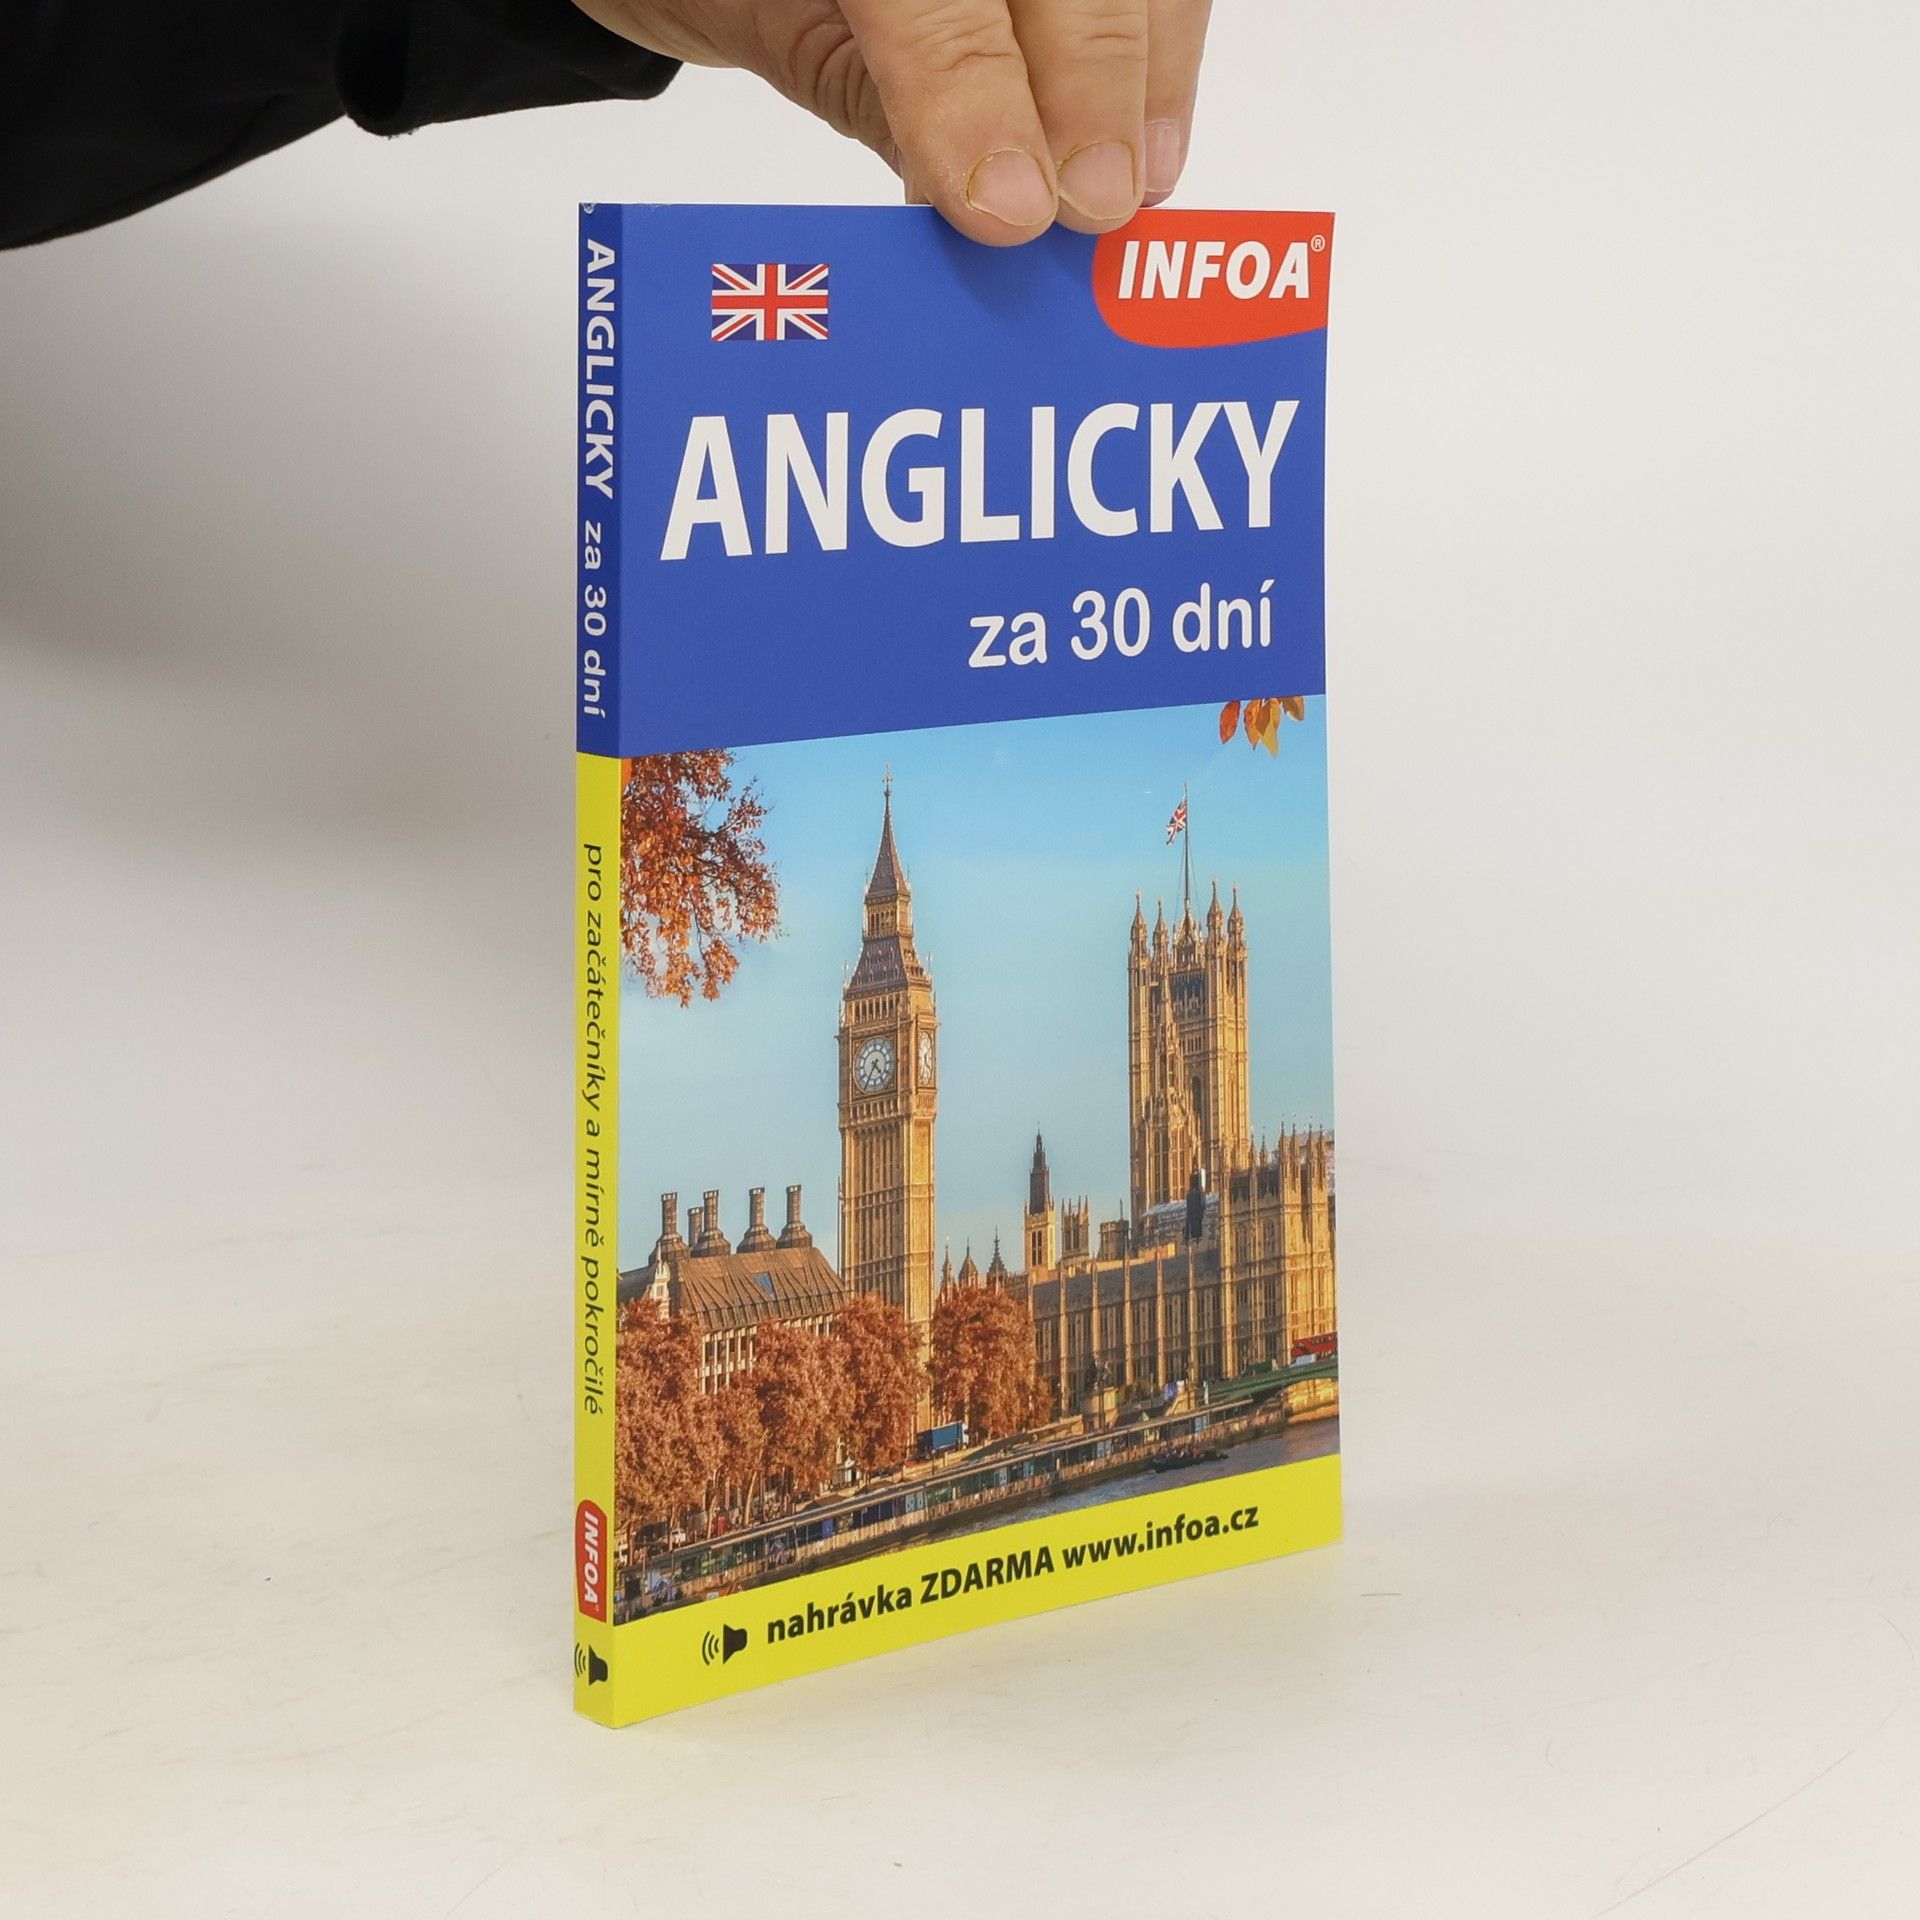 INFOA®
ANGLICKY
za 30 dní
nahrávka ZDARMA www.infoa.cz
ANGLICKY za 30 dní
pro začátečníky a mírně pokročilé
INFOA®